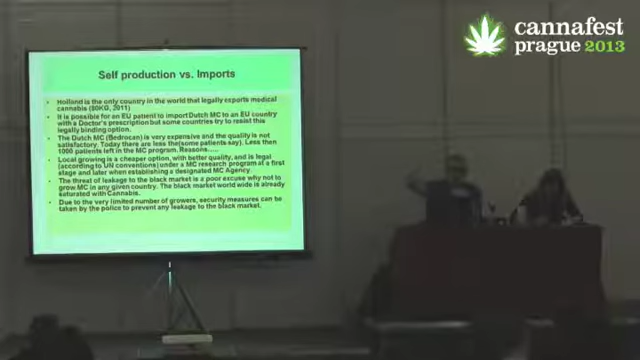 cannafest
prague 2013
Self production vs. Imports
Holland is the only country in the world that legally exports medical
cannabis (50KG, 2011)
It is possible for an EU patient to import Dutch MC to an EU country
with a Doctor's prescription but some countries try to resist this
legally binding option.
The Dutch MC (Bedrocan) is very expensive and the quality is not
satisfactory. Today there are less the(some patients say). Less then
1000 patients left in the MC program. Reasons.....
Local growing is a cheaper option, with better quality, and is legal
(according to UN conventions) under a MC research program at a first
stage and later when establishing a designated MC Agency.
The threat of leakage to the black market is a poor excuse why not to
grow MC in any given country. The black market world wide is already
saturated with Cannabis.
Due to the very limited number of growers, security measures can be
taken by the police to prevent any leakage to the black market.